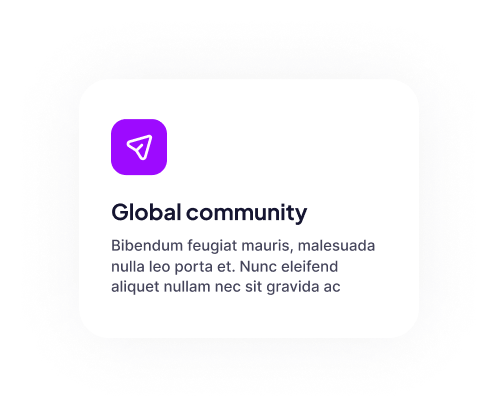 Global community
Bibendum feugiat mauris, malesuada
nulla leo porta et. Nunc eleifend
aliquet nullam nec sit gravida ac